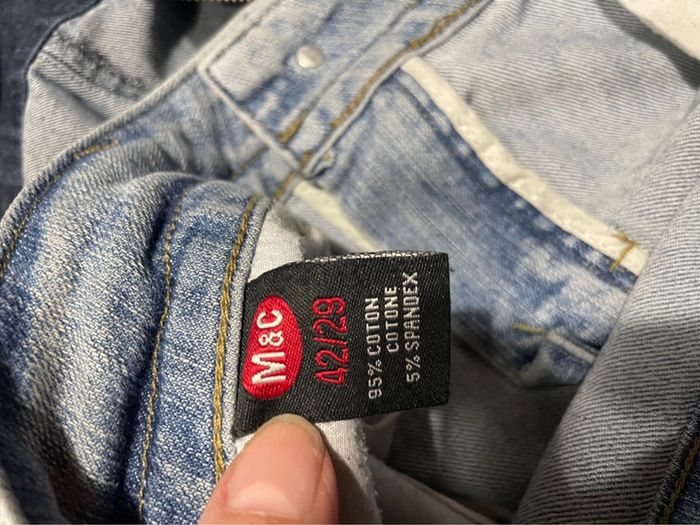 M&C
42/29
95% COTON
COTONE
5% SPANDEX